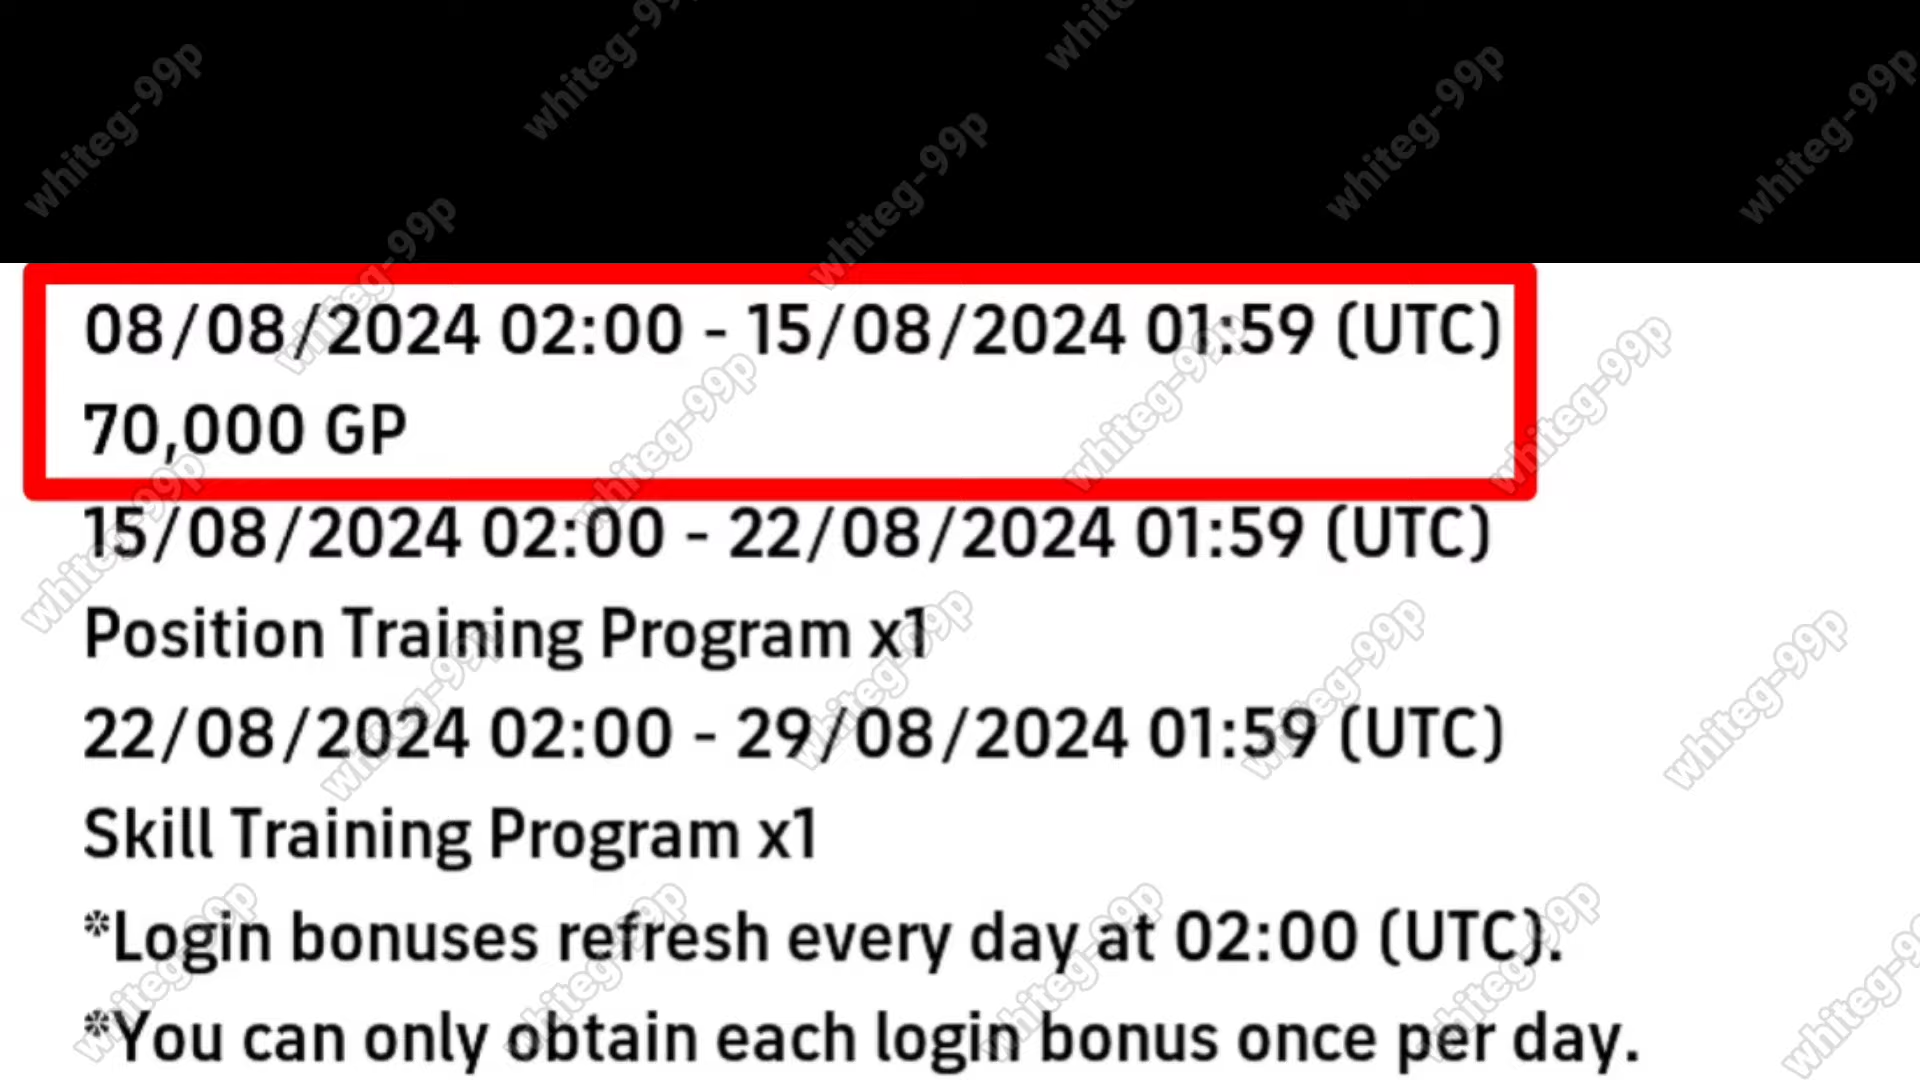 08/08/2024 02:00 - 15/08/2024 01:59 (UTC)
70,000 GP
15/08/2024 02:00 - 22/08/2024 01:59 (UTC)
Position Training Program x1
22/08/2024 02:00 - 29/08/2024 01:59 (UTC)
Skill Training Program x1
*Login bonuses refresh every day at 02:00 (UTC).
*You can only obtain each login bonus once per day.
whiteg-99p